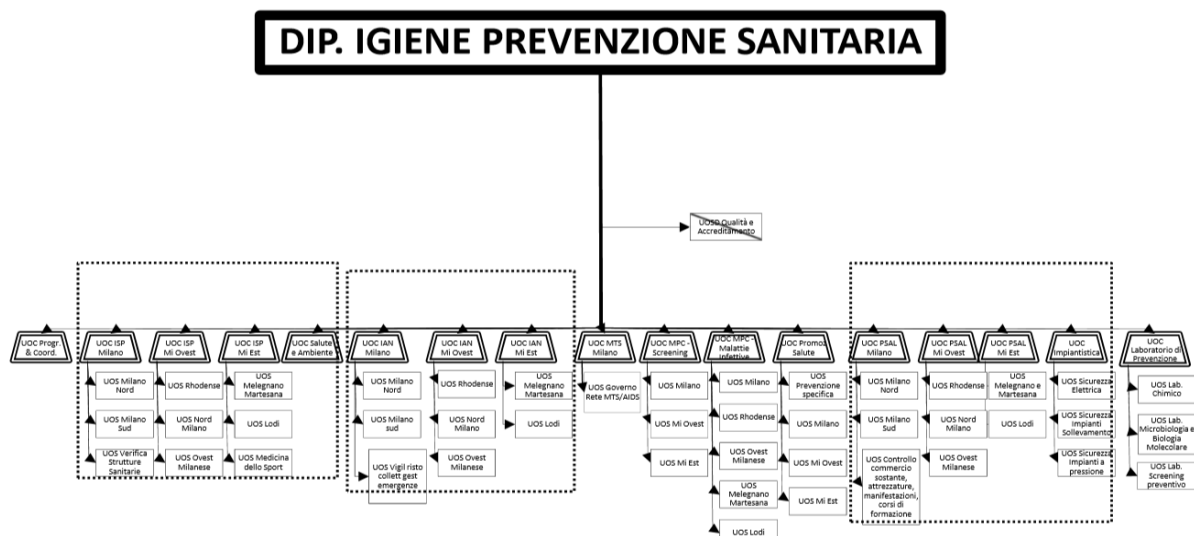 DIP. IGIENE PREVENZIONE SANITARIA
UOSD Qualità e
Accreditamento
UOC Progr.
& Coord.
UOC ISP
Milano
UOC ISP
Mi Ovest
UOC ISP
Mi Est
UOC Salute
e Ambiente
UOC IAN
Milano
UOC IAN
Mi Ovest
UOC IAN
Mi Est
UOC MTS
Milano
UOC MPC -
Screening
UOC MPC -
Malattie
Infettive
UOC Promoz
Salute
UOC PSAL
Milano
UOC PSAL
Mi Ovest
UOC PSAL
Mi Est
UOC
Impiantistica
UOC
Laboratorio di
Prevenzione
UOS Milano
Nord
UOS Milano
Sud
UOS Verifica
Strutture
Sanitarie
UOS Rhodense
UOS Nord
Milano
UOS Ovest
Milanese
UOS
Melegnano
Martesana
UOS Lodi
UOS Medicina
dello Sport
UOS Milano
Nord
UOS Milano
sud
UOS Vigil risto
collett gest
emergenze
UOS Rhodense
UOS Nord
Milano
UOS Ovest
Milanese
UOS
Melegnano
Martesana
UOS Lodi
UOS Governo
Rete MTS/AIDS
UOS Milano
UOS Mi Ovest
UOS Mi Est
UOS Milano
UOS Rhodense
UOS Ovest
Milanese
UOS
Melegnano
Martesana
UOS Lodi
UOS
Prevenzione
specifica
UOS Milano
UOS Mi Ovest
UOS Mi Est
UOS Milano
Nord
UOS Milano
Sud
UOS Controllo
commercio
sostante,
attrezzature,
manifestazioni,
corsi di
formazione
UOS Rhodense
UOS Nord
Milano
UOS Ovest
Milanese
UOS
Melegnano e
Martesana
UOS Lodi
UOS Sicurezza
Elettrica
UOS Sicurezza
Impianti
Sollevamento
UOS Sicurezza
Impianti a
pressione
UOS Lab.
Chimico
UOS Lab.
Microbiologia e
Biologia
Molecolare
UOS Lab.
Screening
preventivo